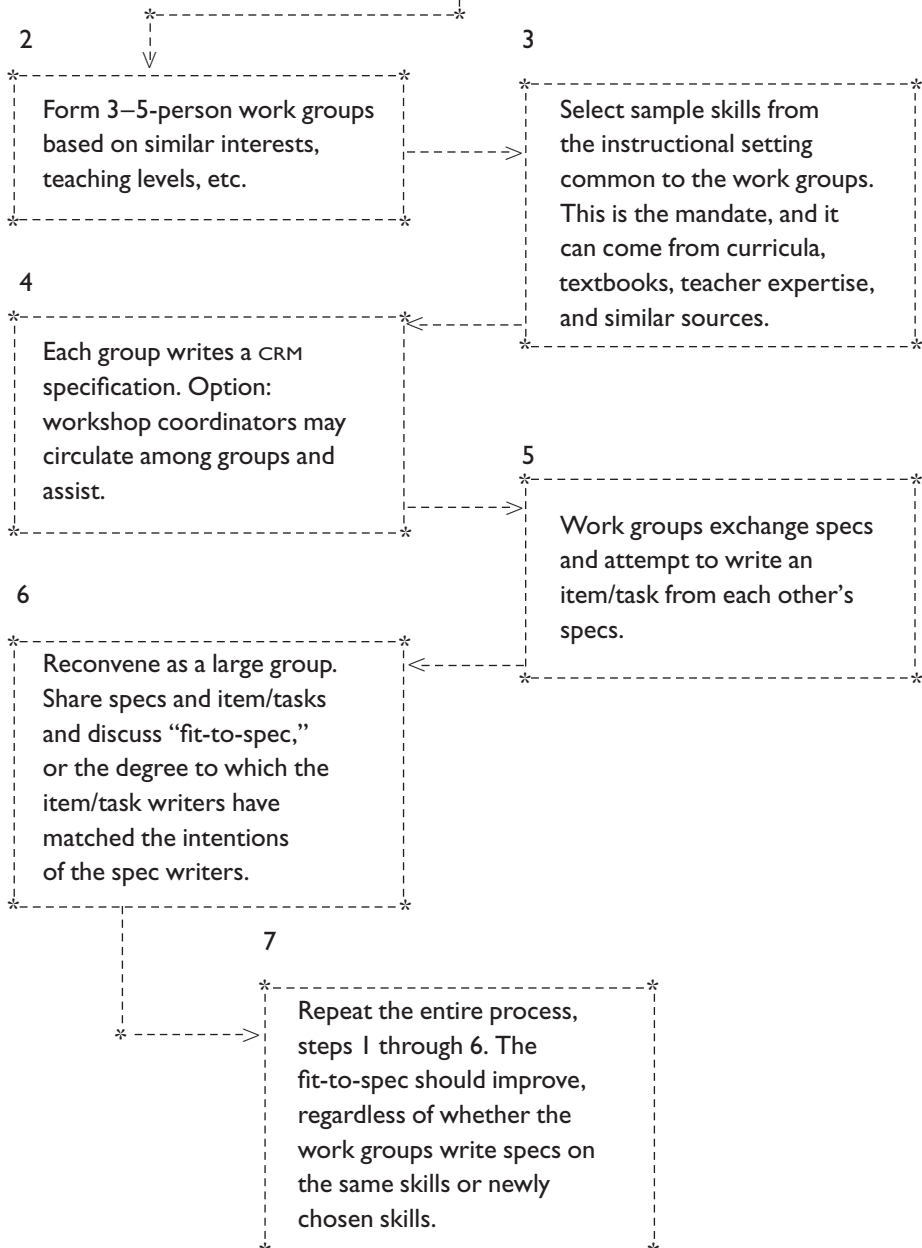 2
Form 3–5-person work groups
based on similar interests,
teaching levels, etc.
3
Select sample skills from
the instructional setting
common to the work groups.
This is the mandate, and it
can come from curricula,
textbooks, teacher expertise,
and similar sources.
4
Each group writes a CRM
specification. Option:
workshop coordinators may
circulate among groups and
assist.
5
Work groups exchange specs
and attempt to write an
item/task from each other’s
specs.
6
Reconvene as a large group.
Share specs and item/tasks
and discuss “fit-to-spec,”
or the degree to which the
item/task writers have
matched the intentions
of the spec writers.
7
Repeat the entire process,
steps 1 through 6. The
fit-to-spec should improve,
regardless of whether the
work groups write specs on
the same skills or newly
chosen skills.